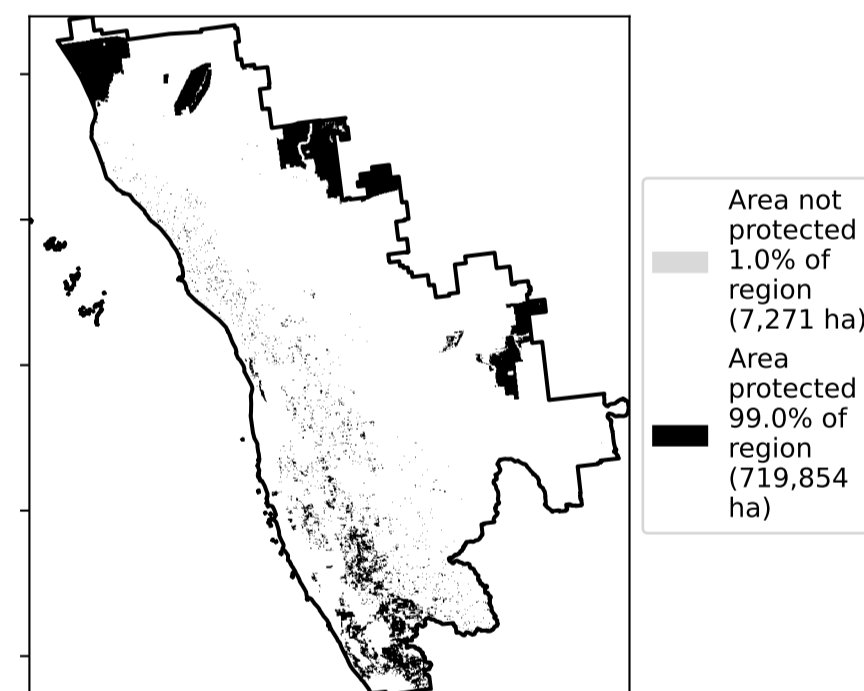 Area not
protected
1.0% of
region
(7,271 ha)
Area
protected
99.0% of
region
(719,854
ha)